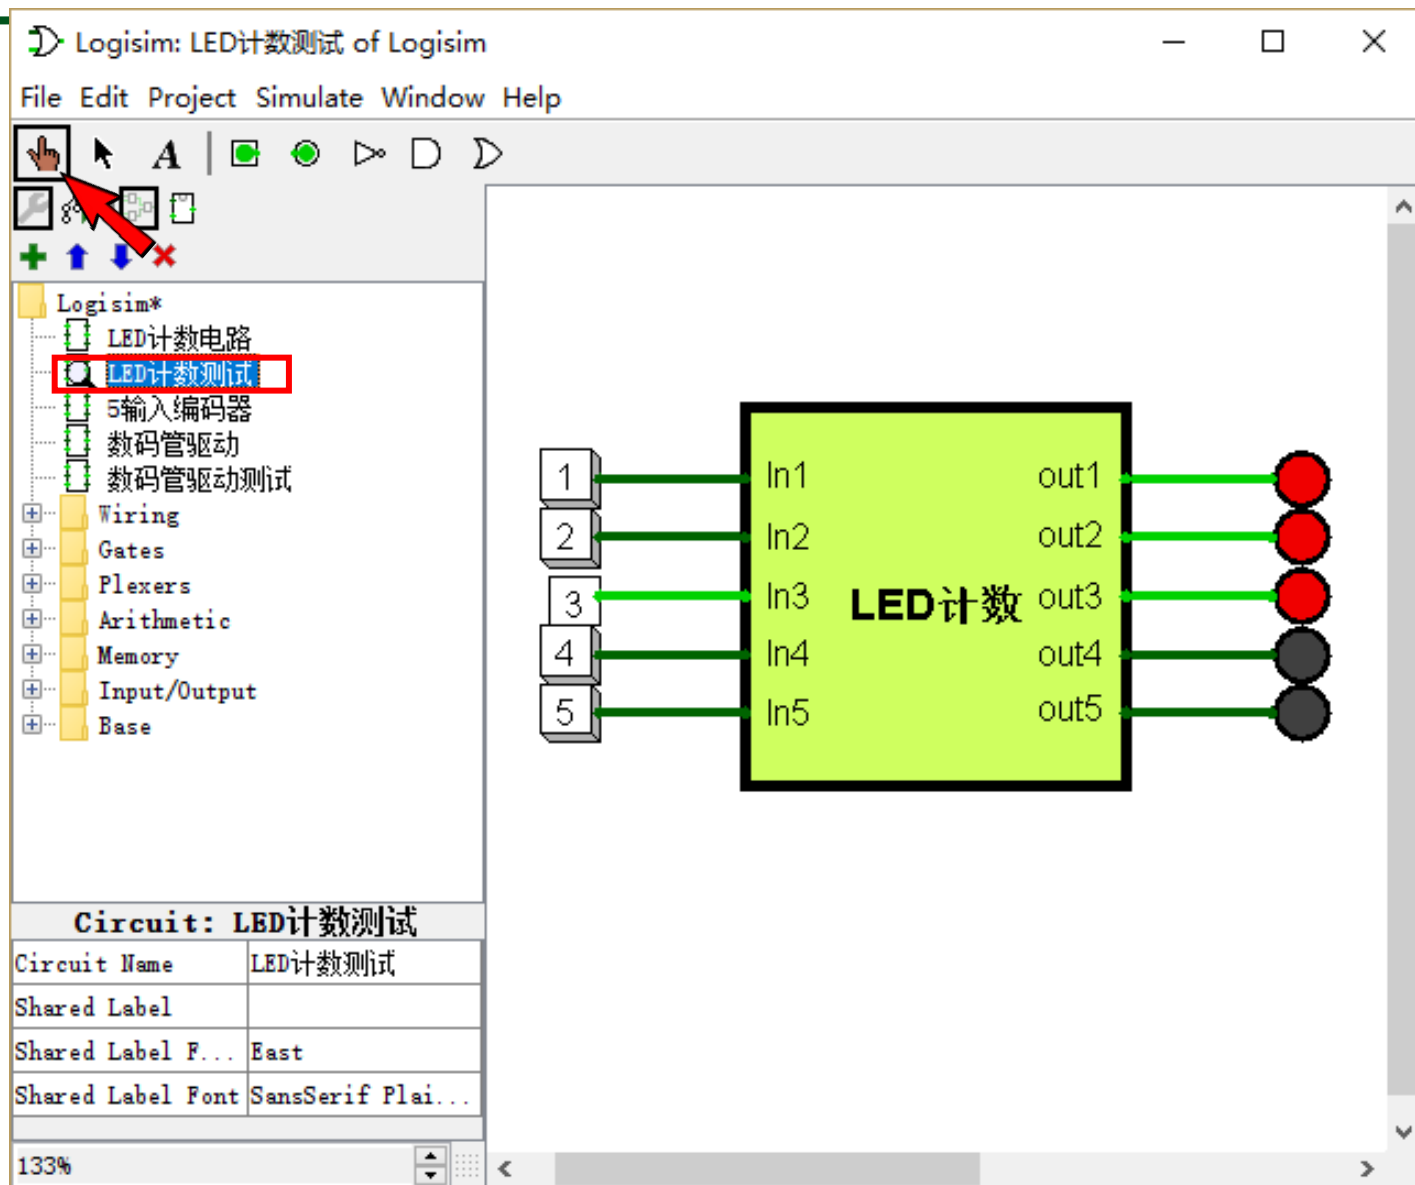 Logisim: LED计数测试 of Logisim
File Edit Project Simulate Window Help
A
Logisim*
LED计数电路
LED计数测试
5输入编码器
数码管驱动
数码管驱动测试
Wiring
Gates
Plexers
Arithmetic
Memory
Input/Output
Base
Circuit: LED计数测试
Circuit Name LED计数测试
Shared Label
Shared Label F... East
Shared Label Font SansSerif Plai...
133%
1 In1 out1
2 In2 out2
3 In3 LED计数 out3
4 In4 out4
5 In5 out5